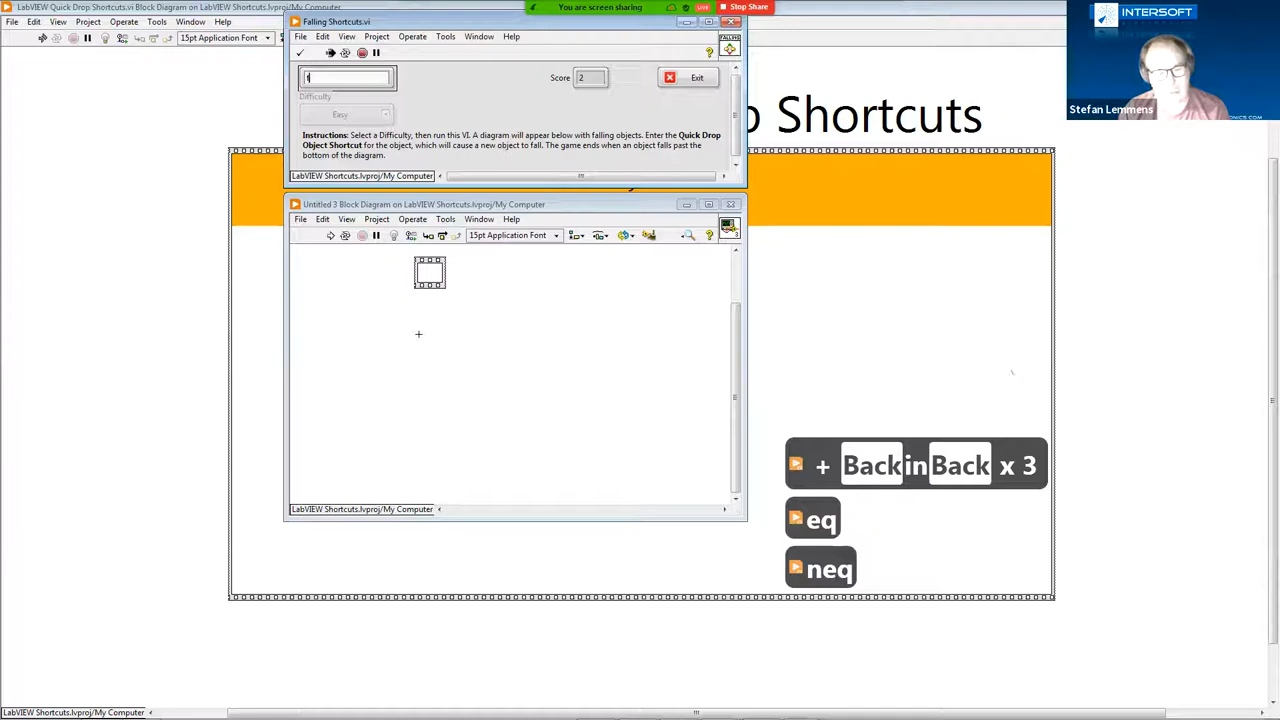 LabVIEW Quick Drop Shortcuts.vi Block Diagram on LabVIEW Shortcuts.lvproj/My Computer
File Edit View Project Operate Tools Window Help
15pt Application Font
You are screen sharing
LIVE
Stop Share
INTERSOFT
Stefan Lemmens
Shortcuts
Falling Shortcuts.vi
File Edit View Project Operate Tools Window Help
FALLING
Score 2
Exit
Difficulty
Easy
Instructions: Select a Difficulty, then run this VI. A diagram will appear below with falling objects. Enter the Quick Drop
Object Shortcut for the object, which will cause a new object to fall. The game ends when an object falls past the
bottom of the diagram.
LabVIEW Shortcuts.lvproj/My Computer
Untitled 3 Block Diagram on LabVIEW Shortcuts.lvproj/My Computer
File Edit View Project Operate Tools Window Help
3
15pt Application Font
LabVIEW Shortcuts.lvproj/My Computer
+ Back in Back x 3
eq
neq
LabVIEW Shortcuts.lvproj/My Computer